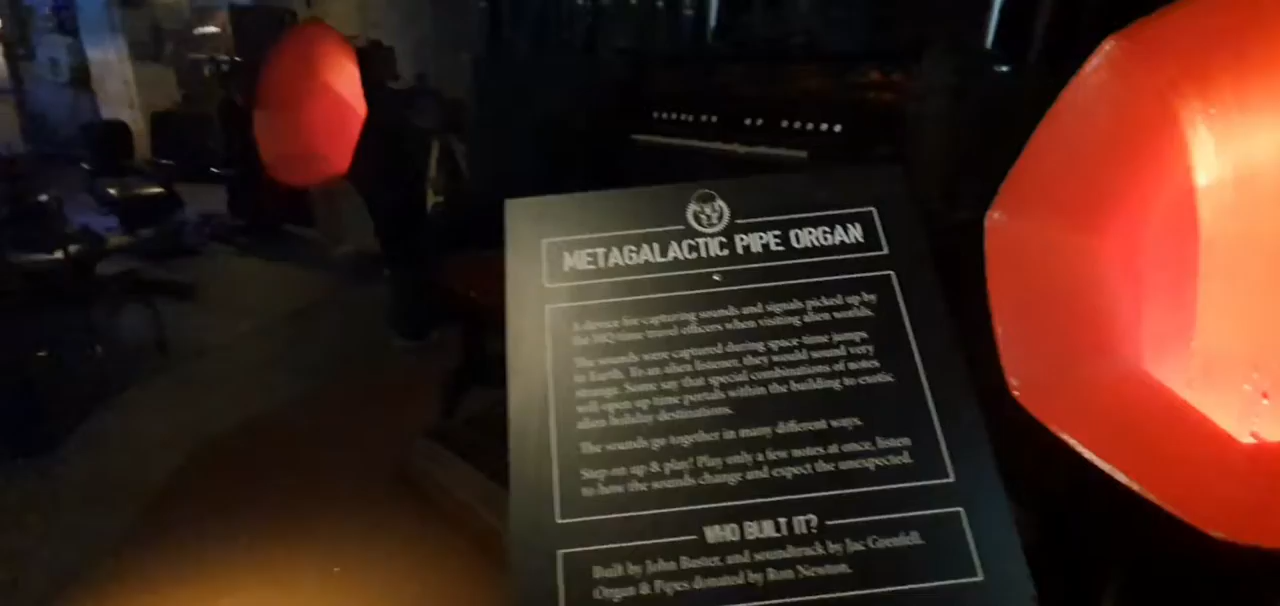 METAGALACTIC PIPE ORGAN
A device for capturing sounds and signals picked up by
the HQ time travel officers when visiting alien worlds.
The sounds were captured during space-time jumps
to Earth. To an alien listener, they would sound very
strange. Some say that special combinations of notes
will open up time portals within the building to exotic
alien holiday destinations.
The sounds go together in many different ways.
Step on up & play! Play only a few notes at once, listen
to how the sounds change and expect the unexpected.
WHO BUILT IT?
Built by John and soundtrack by
Organ & Pipes donated by Ron Newton.